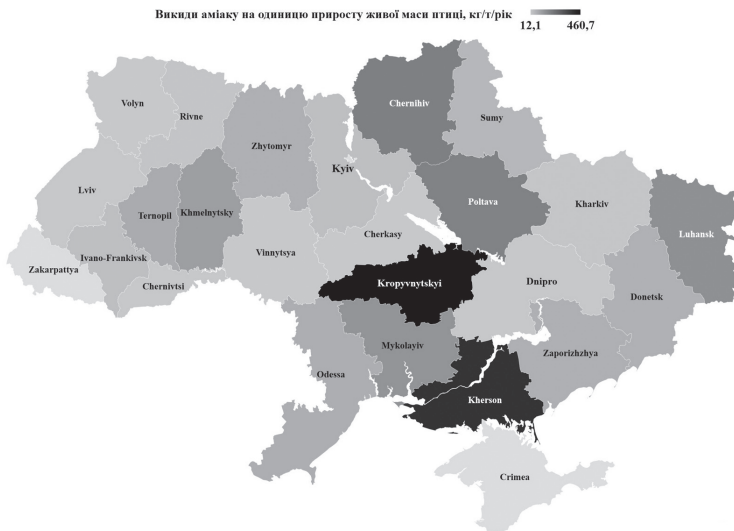 Викиди аміаку на одиницю приросту живої маси птиці, кг/т/рік
12,1 460,7
Chernihiv
Volyn
Rivne
Sumy
Zhytomyr
Kyiv
Lviv
Ternopil
Khmelnytsky
Poltava
Kharkiv
Luhansk
Cherkasy
Vinnytsya
Ivano-Frankivsk
Zakarpattya
Chernivtsi
Kropyvnytskyi
Dnipro
Donetsk
Mykolayiv
Zaporizhzhya
Odessa
Kherson
Crimea